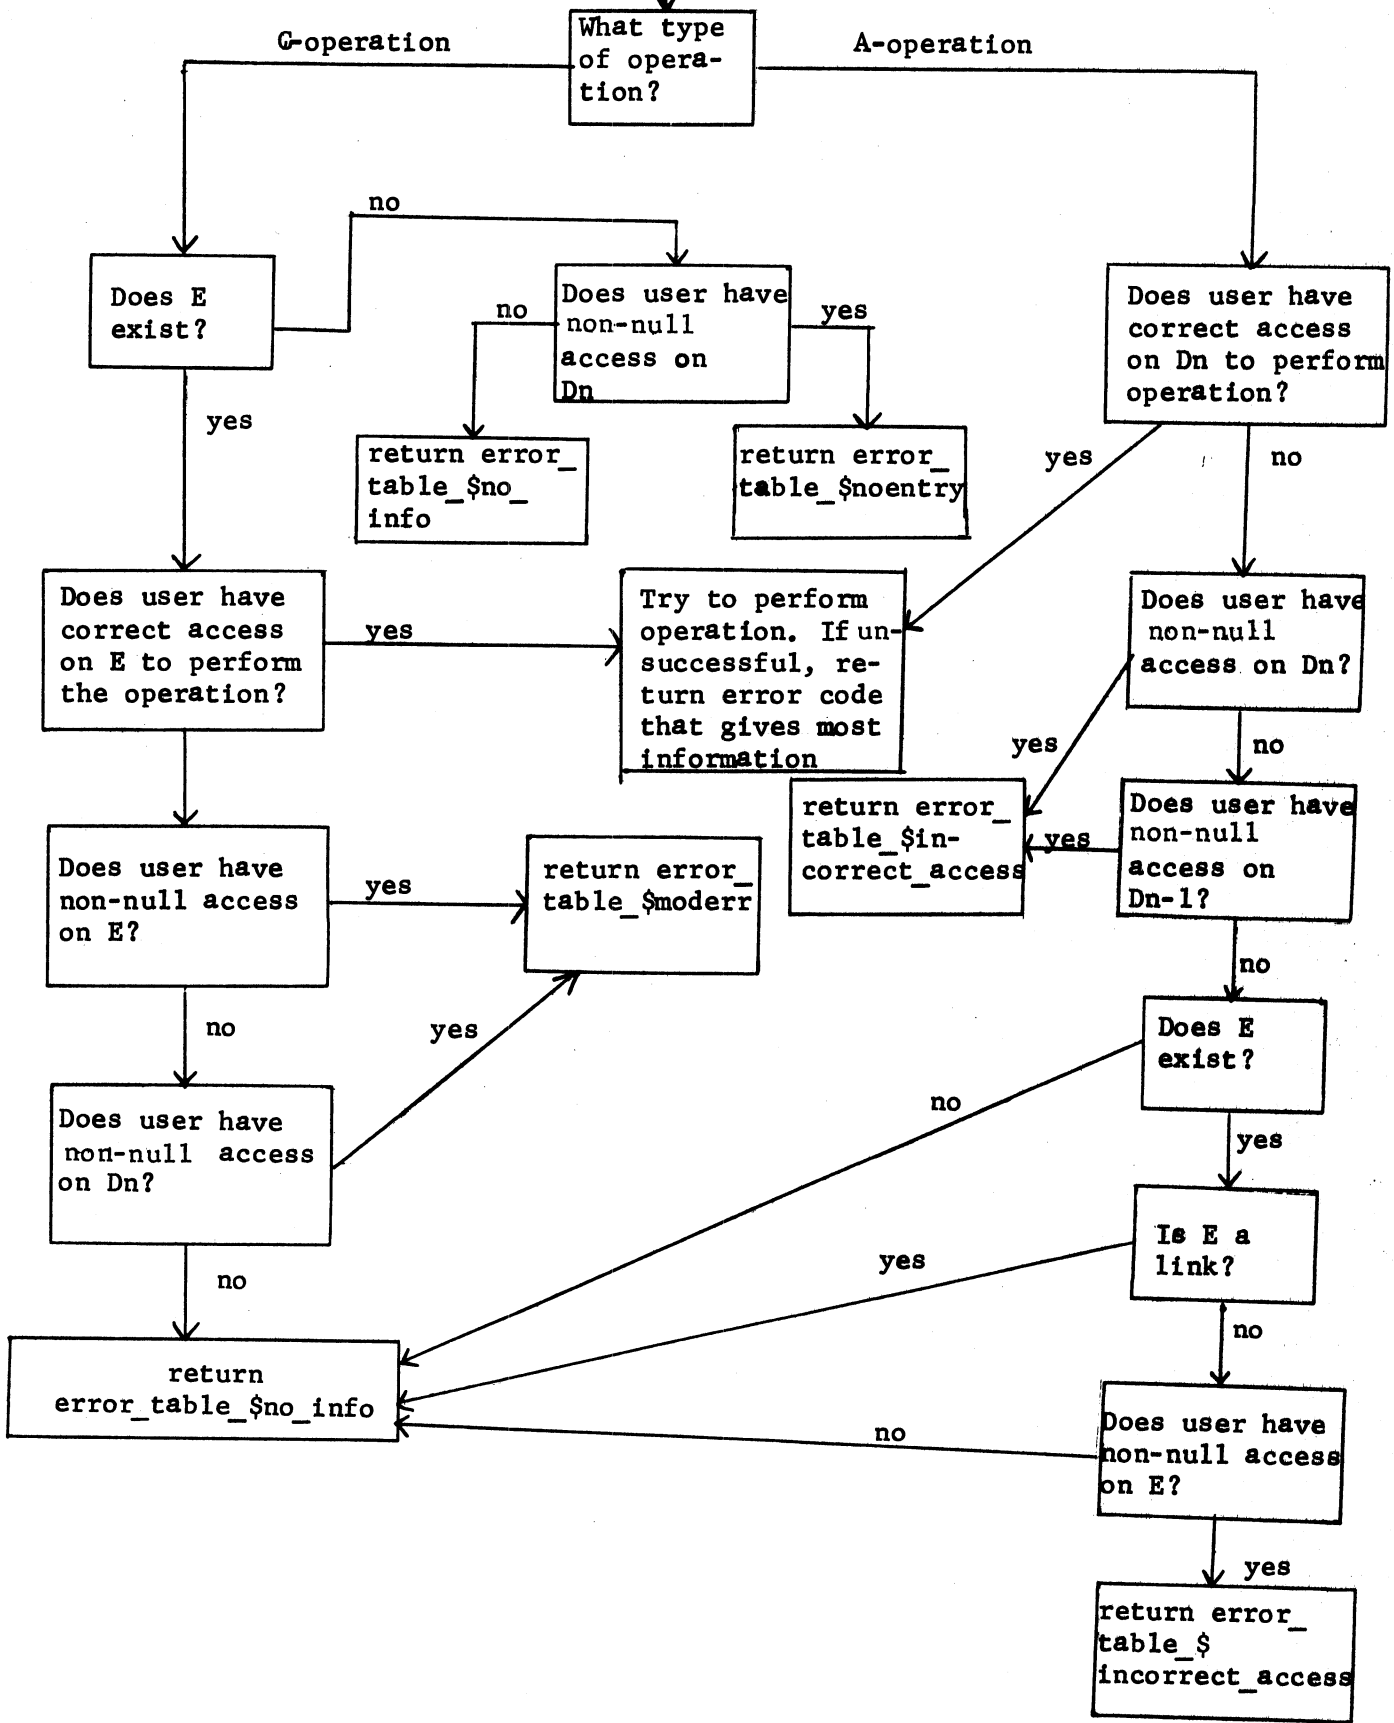 What type
of opera-
tion?
G-operation
A-operation
no
Does E
exist?
yes
Does user have
non-null
access on
Dn
no
yes
return error_
table_$no_
info
return error_
table_$noentry
Does user have
correct access
on Dn to perform
operation?
yes
no
Does user have
correct access
on E to perform
the operation?
yes
Try to perform
operation. If un-
successful, re-
turn error code
that gives most
information
Does user have
non-null
access on Dn?
yes
no
return error_
table_$in-
correct_access
yes
Does user have
non-null
access on
Dn-1?
no
Does user have
non-null access
on E?
yes
return error_
table_$moderr
no
yes
Does user have
non-null access
on Dn?
no
Does E
exist?
no
yes
Is E a
link?
yes
no
return
error_table_$no_info
Does user have
non-null access
on E?
no
yes
return error_
table_$
incorrect_access